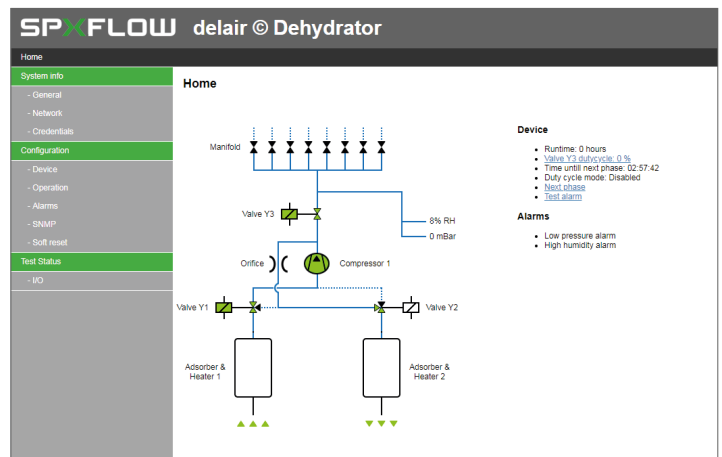 SPXFLOW delair © Dehydrator
Home
System info
- General
- Network
- Credentials
Configuration
- Device
- Operation
- Alarms
- SNMP
- Soft reset
Test Status
- I/O
Home
Manifold
Valve Y3
8% RH
0 mBar
Orifice
Compressor 1
Valve Y1
Valve Y2
Adsorber &
Heater 1
Adsorber &
Heater 2
Device
Runtime: 0 hours
Valve Y3 dutycycle: 0 %
Time untill next phase: 02:57:42
Duty cycle mode: Disabled
Next phase
Test alarm
Alarms
Low pressure alarm
High humidity alarm